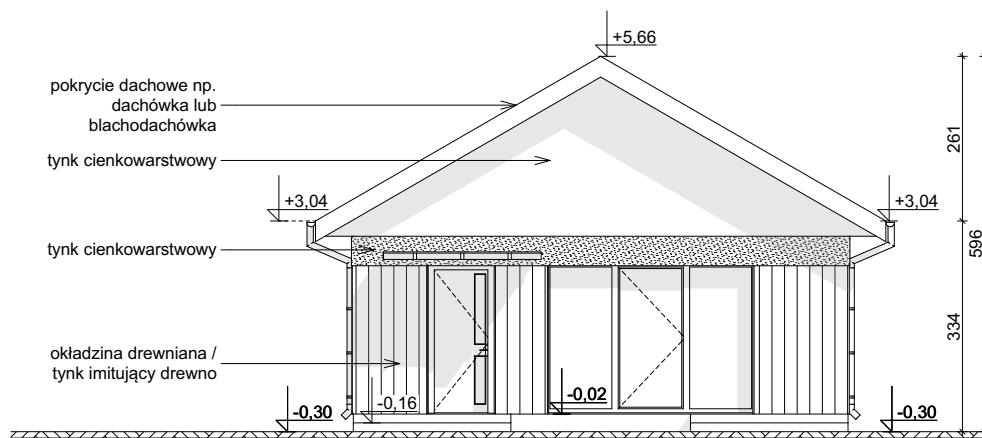 +5,66
pokrycie dachowe np.
dachówka lub
blachodachówka
261
tynk cienkowarstwowy
+3,04
+3,04
tynk cienkowarstwowy
596
334
okładzina drewniana /
tynk imitujący drewno
-0,30
-0,16
-0,02
-0,30